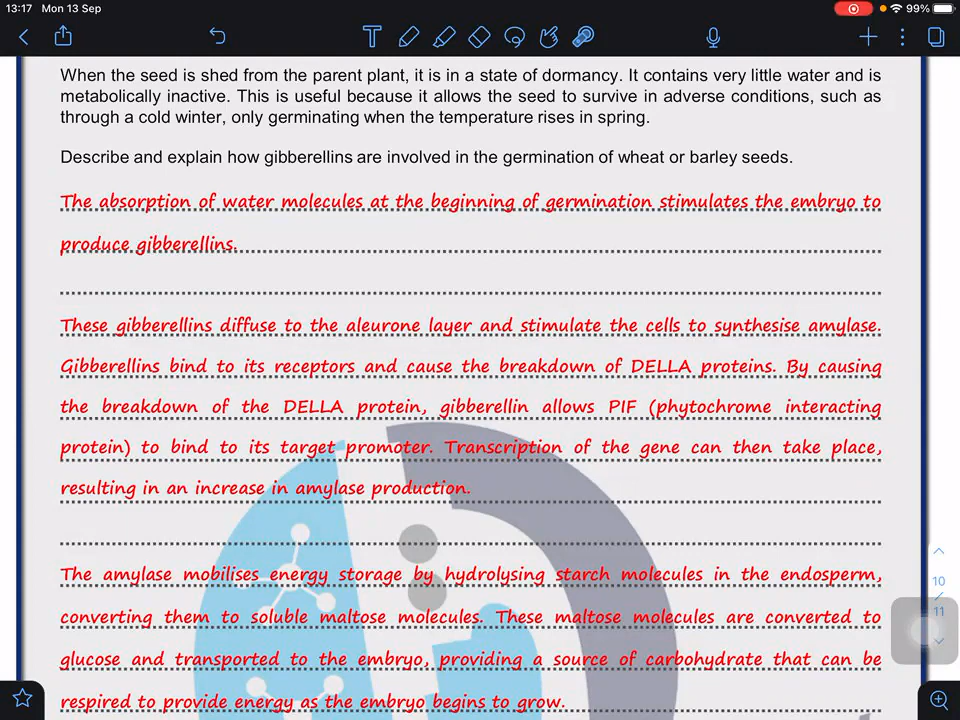 13:17 Mon 13 Sep 99%
T
When the seed is shed from the parent plant, it is in a state of dormancy. It contains very little water and is
metabolically inactive. This is useful because it allows the seed to survive in adverse conditions, such as
through a cold winter, only germinating when the temperature rises in spring.
Describe and explain how gibberellins are involved in the germination of wheat or barley seeds.
The absorption of water molecules at the beginning of germination stimulates the embryo to
produce gibberellins.
These gibberellins diffuse to the aleurone layer and stimulate the cells to synthesise amylase.
Gibberellins bind to its receptors and cause the breakdown of DELLA proteins. By causing
the breakdown of the DELLA protein, gibberellin allows PIF (phytochrome interacting
protein) to bind to its target promoter. Transcription of the gene can then take place,
resulting in an increase in amylase production.
The amylase mobilises energy storage by hydrolysing starch molecules in the endosperm,
converting them to soluble maltose molecules. These maltose molecules are converted to
glucose and transported to the embryo, providing a source of carbohydrate that can be
respired to provide energy as the embryo begins to grow.
10
/
11